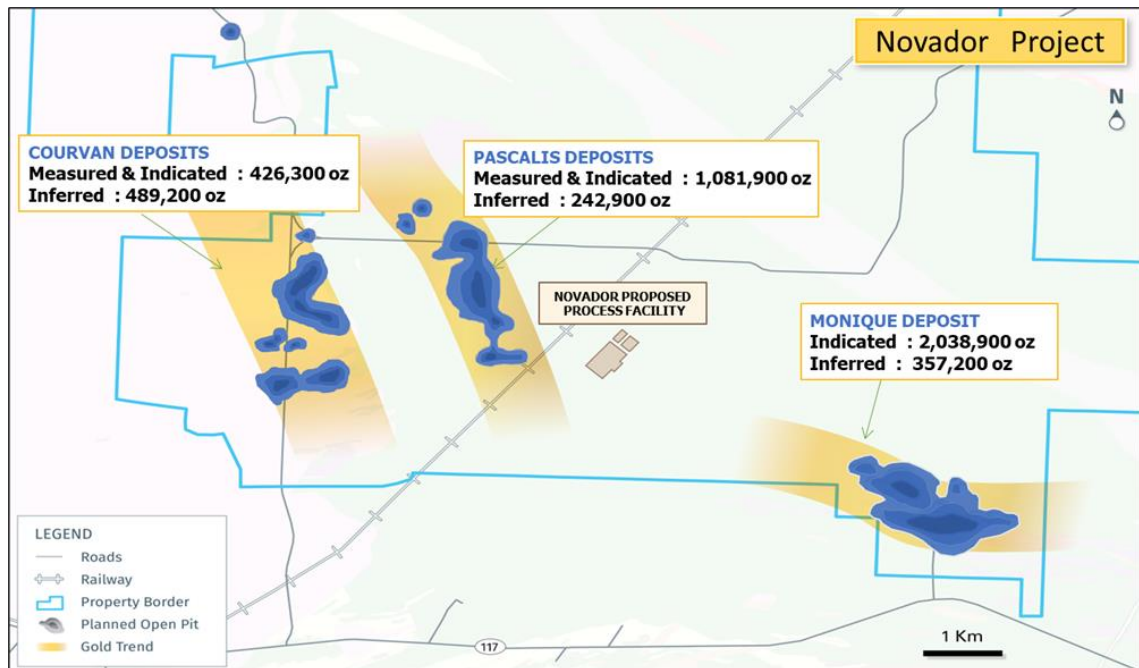 Novador Project
N
COURVAN DEPOSITS
Measured & Indicated : 426,300 oz
Inferred : 489,200 oz
PASCALIS DEPOSITS
Measured & Indicated : 1,081,900 oz
Inferred : 242,900 oz
NOVADOR PROPOSED
PROCESS FACILITY
MONIQUE DEPOSIT
Indicated : 2,038,900 oz
Inferred : 357,200 oz
LEGEND
Roads
Railway
Property Border
Planned Open Pit
Gold Trend
117
1 Km